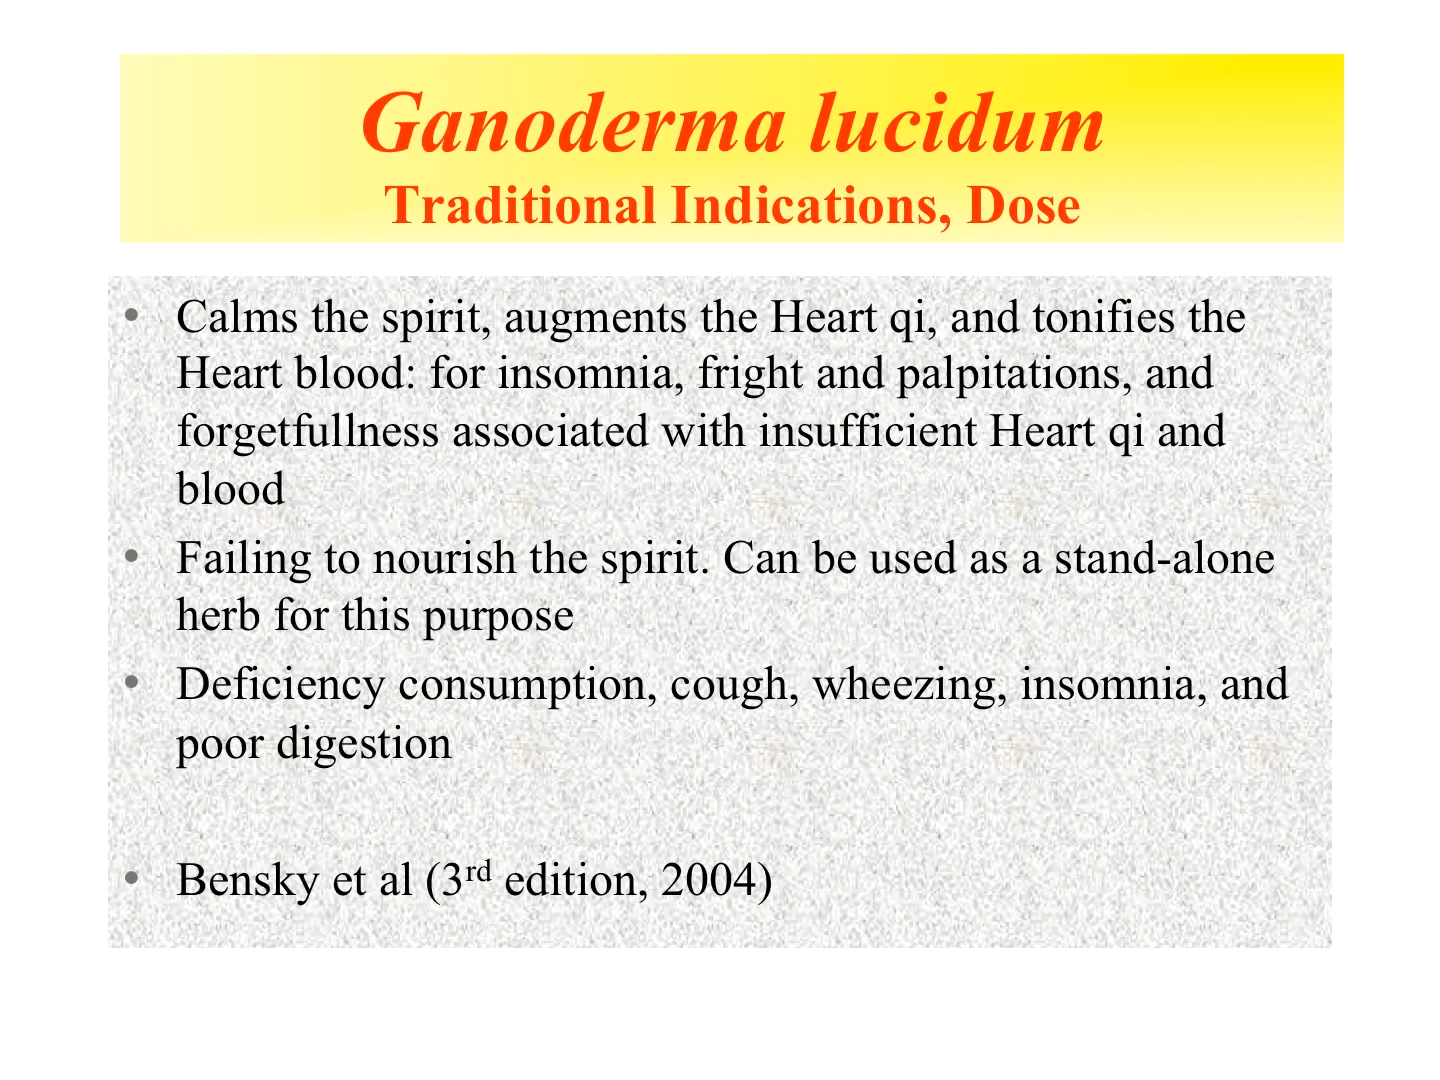 Ganoderma lucidum
Traditional Indications, Dose
• Calms the spirit, augments the Heart qi, and tonifies the
Heart blood: for insomnia, fright and palpitations, and
forgetfullness associated with insufficient Heart qi and
blood
• Failing to nourish the spirit. Can be used as a stand-alone
herb for this purpose
• Deficiency consumption, cough, wheezing, insomnia, and
poor digestion
• Bensky et al (3rd edition, 2004)